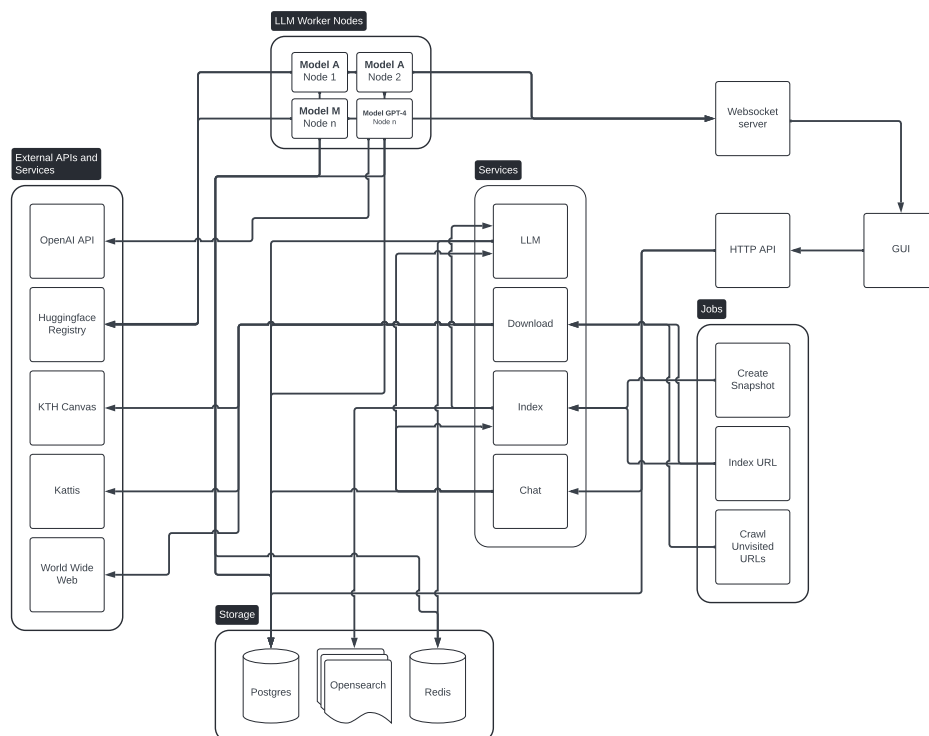 LLM Worker Nodes
Model A
Node 1
Model A
Node 2
Model M
Node n
Model GPT-4
Node n
Websocket
server
External APIs and
Services
OpenAI API
Huggingface
Registry
KTH Canvas
Kattis
World Wide
Web
Services
LLM
Download
Index
Chat
HTTP API
GUI
Jobs
Create
Snapshot
Index URL
Crawl
Unvisited
URLs
Storage
Postgres
Opensearch
Redis